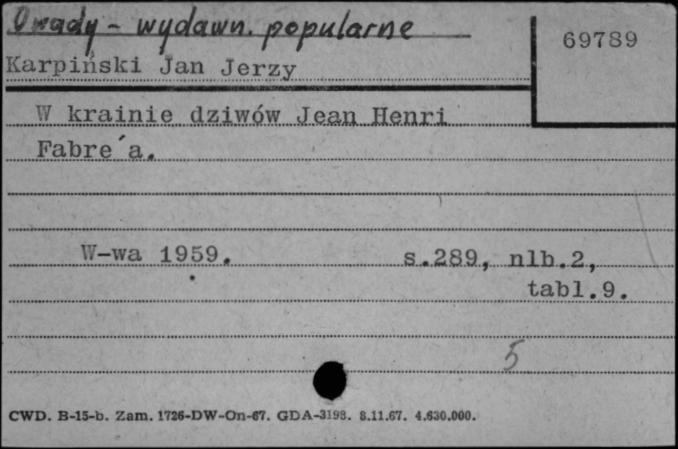 Owady - wydawn. popularne
69789
Karpiński Jan Jerzy
W krainie dziwów Jean Henri
Fabre´a.
W-wa 1959.
s.289, nlb.2,
tabl.9.
5
CWD. B-15-b. Zam. 1726-DW-On-67. GDA-3198. 8.11.67. 4.630.000.